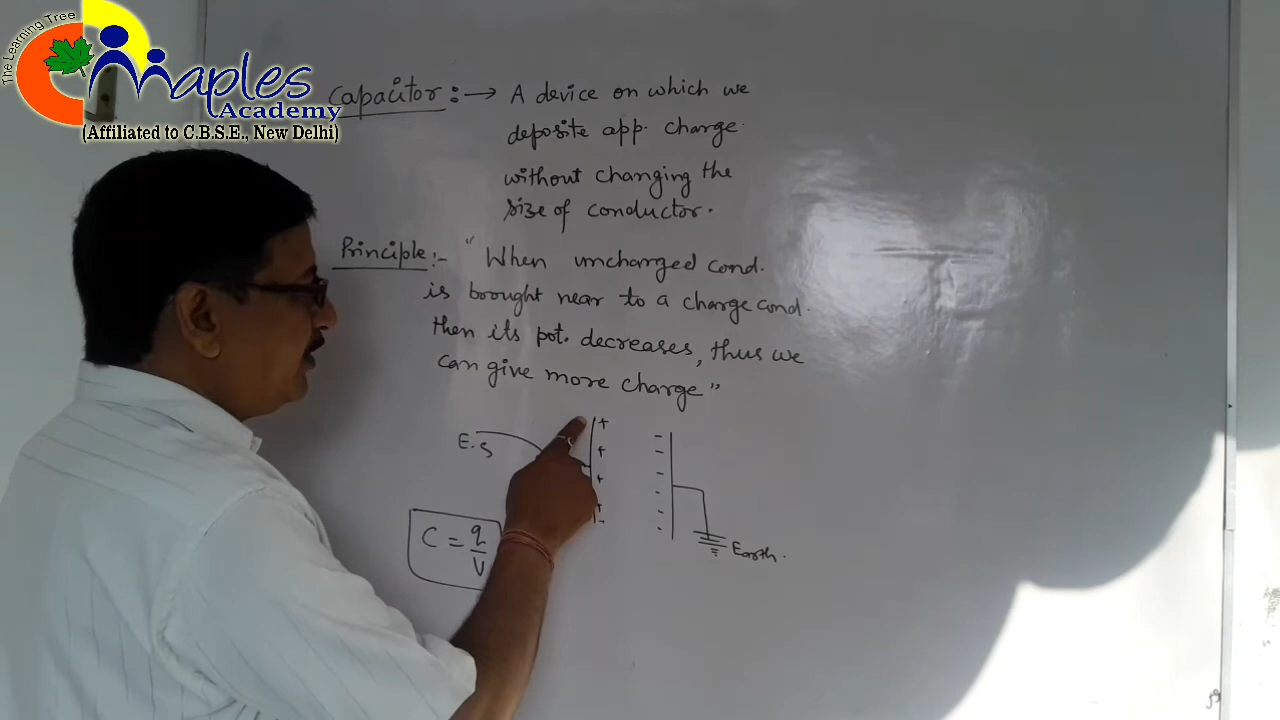 The Learning Tree
Maples
Academy
(Affiliated to C.B.S.E., New Delhi)
Capacitor :→ A device on which we
deposite app. charge.
without changing the
size of conductor.
Principle :- "When uncharged cond.
is brought near to a charge cond.
then its pot. decreases, thus we
can give more charge"
E.S
+
+
+
+
-
-
-
-
-
-
C = q/V
Earth.